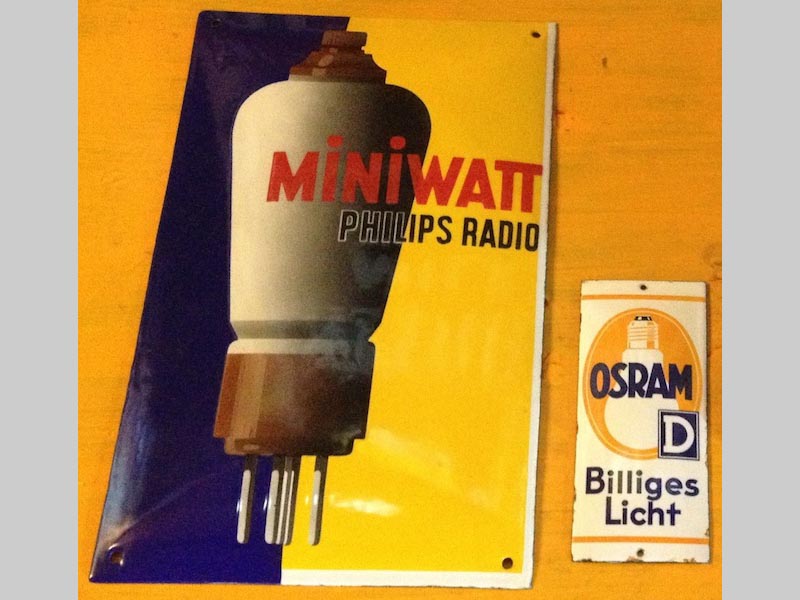 MiNiWATT
PHILIPS RADIO
OSRAM
D
Billiges
Licht